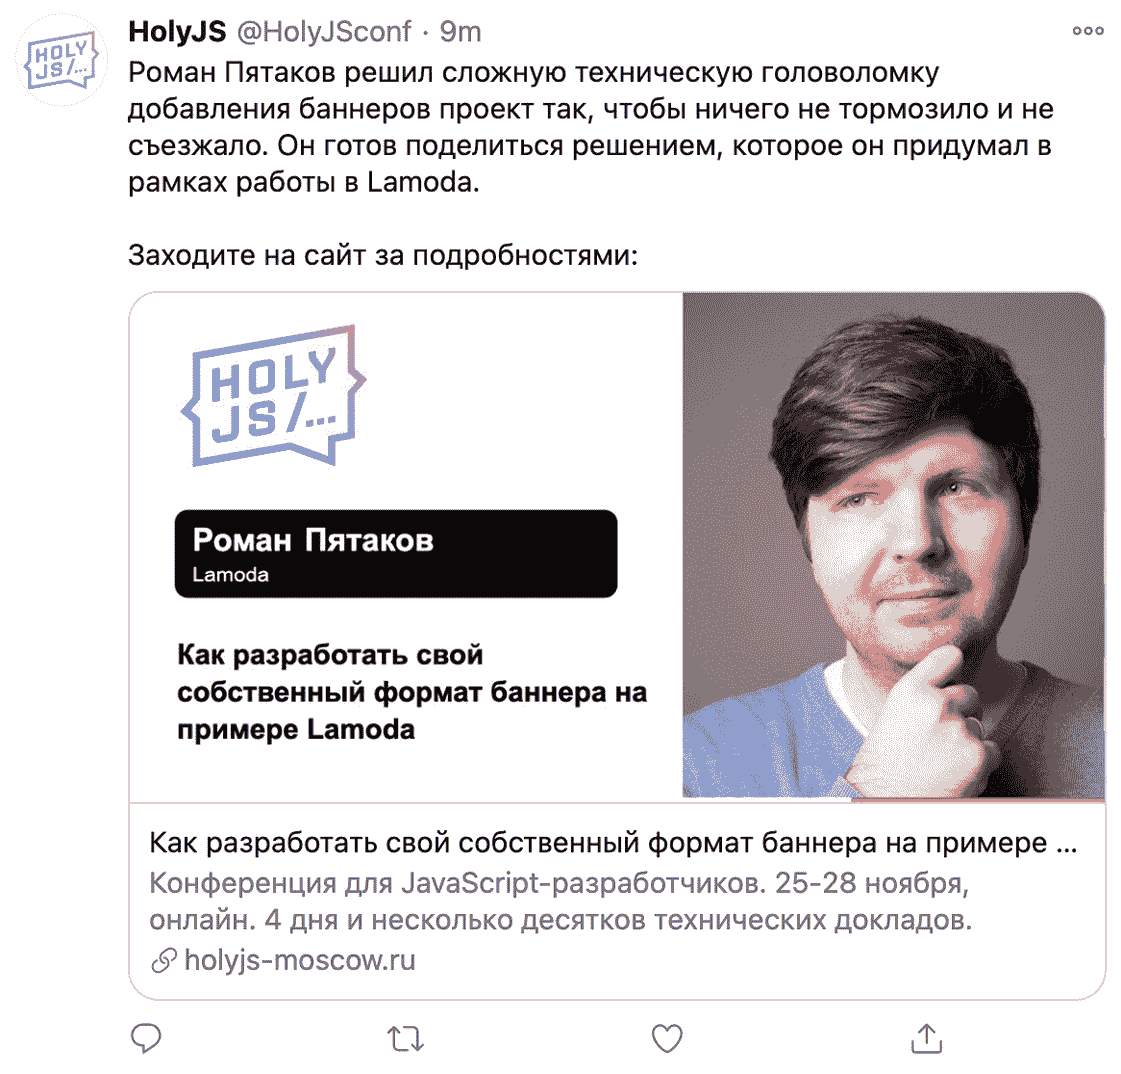 HolyJS @HolyJSconf · 9m
Роман Пятаков решил сложную техническую головоломку
добавления баннеров проект так, чтобы ничего не тормозило и не
съезжало. Он готов поделиться решением, которое он придумал в
рамках работы в Lamoda.
Заходите на сайт за подробностями:
HOLY
JS/...
HOLY
JS/...
Роман Пятаков
Lamoda
Как разработать свой
собственный формат баннера на
примере Lamoda
Как разработать свой собственный формат баннера на примере ...
Конференция для JavaScript-разработчиков. 25-28 ноября,
онлайн. 4 дня и несколько десятков технических докладов.
holyjs-moscow.ru